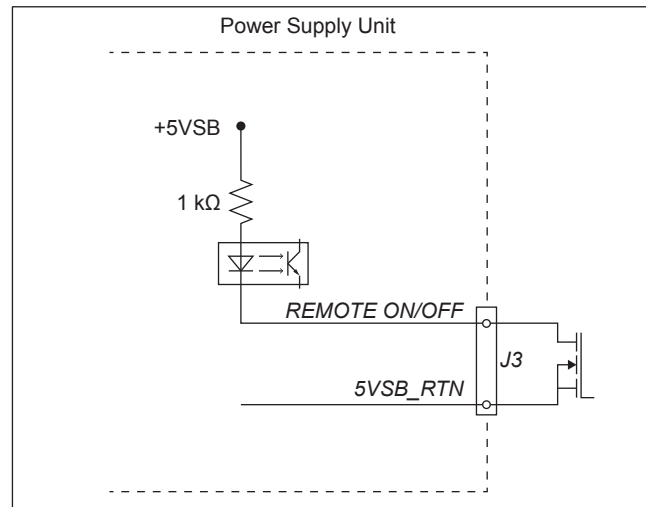 Power Supply Unit
+5VSB
1 kΩ
REMOTE ON/OFF
J3
5VSB_RTN